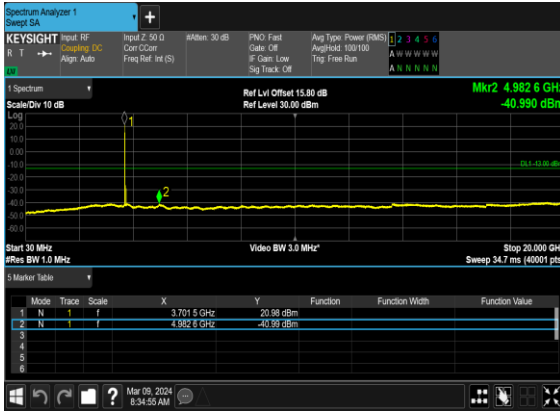 Spectrum Analyzer 1
Swept SA
+
KEYSIGHT Input: RF Input Z: 50 Ω #Atten: 30 dB PNO: Fast Avg Type: Power (RMS) 1 2 3 4 5 6
R T Coupling: DC Corr CCorr Gate: Off Avg|Hold: 100/100 A W W W W W
Align: Auto Freq Ref: Int (S) IF Gain: Low Trig: Free Run
Sig Track: Off A N N N N N
1 Spectrum Ref Lvl Offset 15.80 dB Mkr2 4.982 6 GHz
Scale/Div 10 dB Ref Level 30.00 dBm -40.990 dBm
Log
1
20.0
10.0
0.00
-10.0
DL1 -13.00 dBm
-20.0
-30.0
2
-40.0
-50.0
-60.0
Start 30 MHz Video BW 3.0 MHz* Stop 20.000 GHz
#Res BW 1.0 MHz Sweep 34.7 ms (40001 pts)
5 Marker Table
Mode Trace Scale X Y Function Function Width Function Value
1 N 1 f 3.701 5 GHz 20.98 dBm
2 N 1 f 4.982 6 GHz -40.99 dBm
3
4
5
6
? Mar 09, 2024
8:34:55 AM